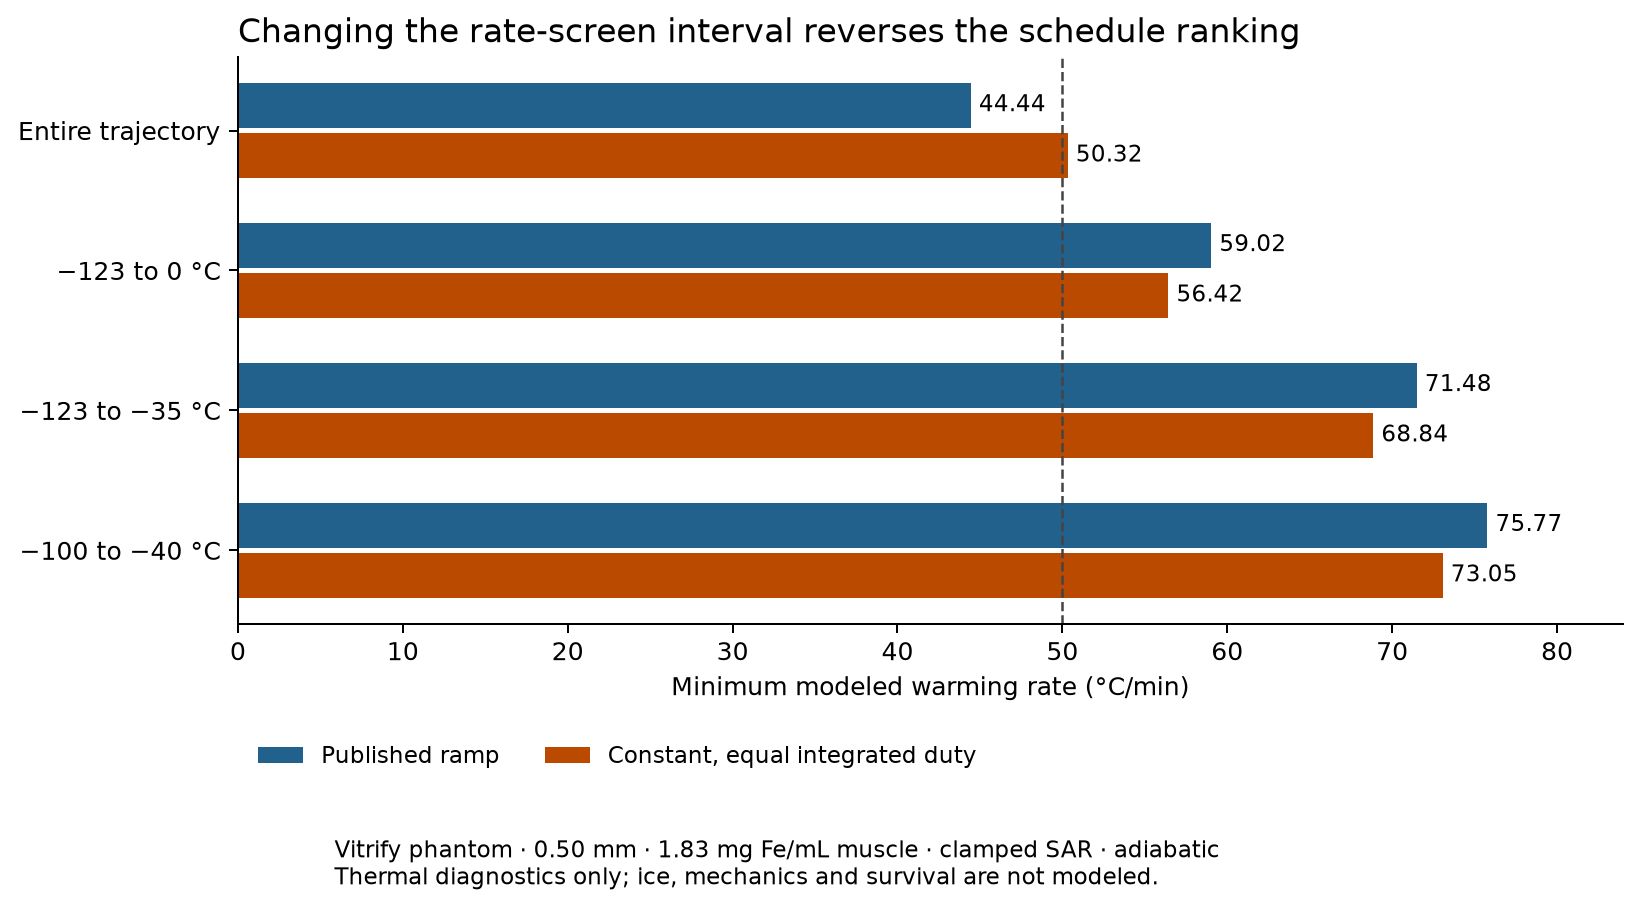 Changing the rate-screen interval reverses the schedule ranking
Entire trajectory
44.44
50.32
−123 to 0 °C
59.02
56.42
−123 to −35 °C
71.48
68.84
−100 to −40 °C
75.77
73.05
0 10 20 30 40 50 60 70 80
Minimum modeled warming rate (°C/min)
Published ramp Constant, equal integrated duty
Vitrify phantom · 0.50 mm · 1.83 mg Fe/mL muscle · clamped SAR · adiabatic
Thermal diagnostics only; ice, mechanics and survival are not modeled.